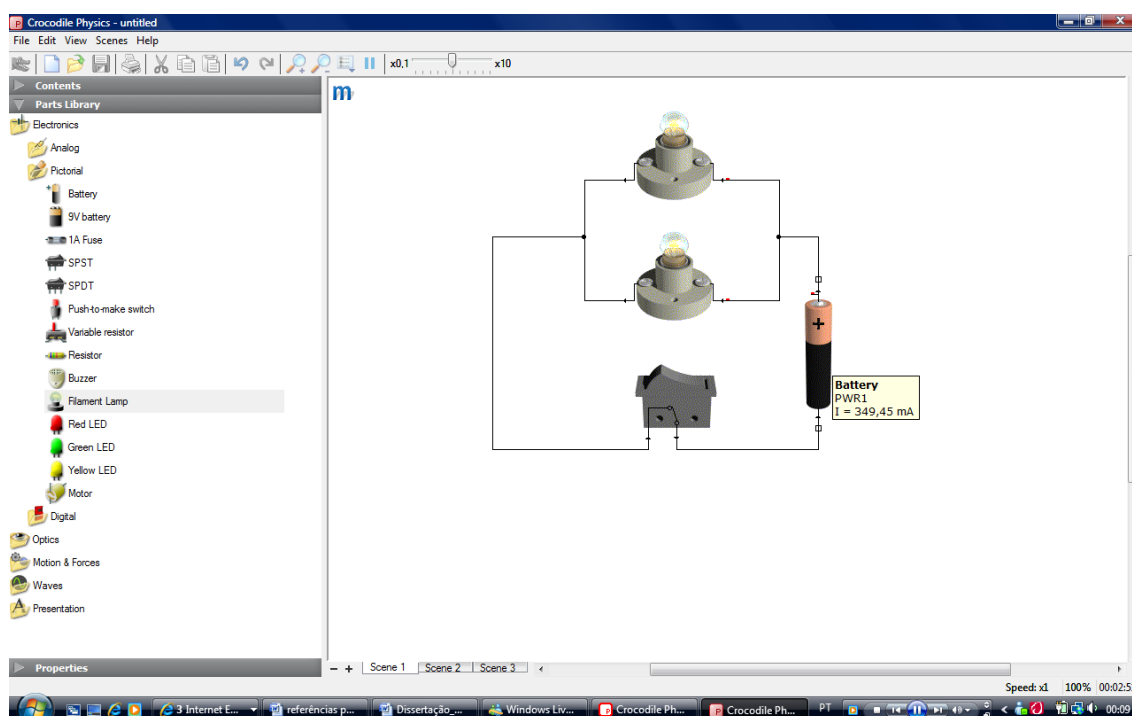 Crocodile Physics - untitled
File Edit View Scenes Help
x0,1 x10
Contents
Parts Library
Electronics
Analog
Pictorial
Battery
9V battery
1A Fuse
SPST
SPDT
Push-to-make switch
Variable resistor
Resistor
Buzzer
Filament Lamp
Red LED
Green LED
Yellow LED
Motor
Digital
Optics
Motion & Forces
Waves
Presentation
Properties
m
+
Battery
PWR1
I = 349,45 mA
Scene 1 Scene 2 Scene 3
Speed: x1 100% 00:02:5
3 Internet E... referências p... Dissertação_... Windows Liv... Crocodile Ph... Crocodile Ph... PT 00:09